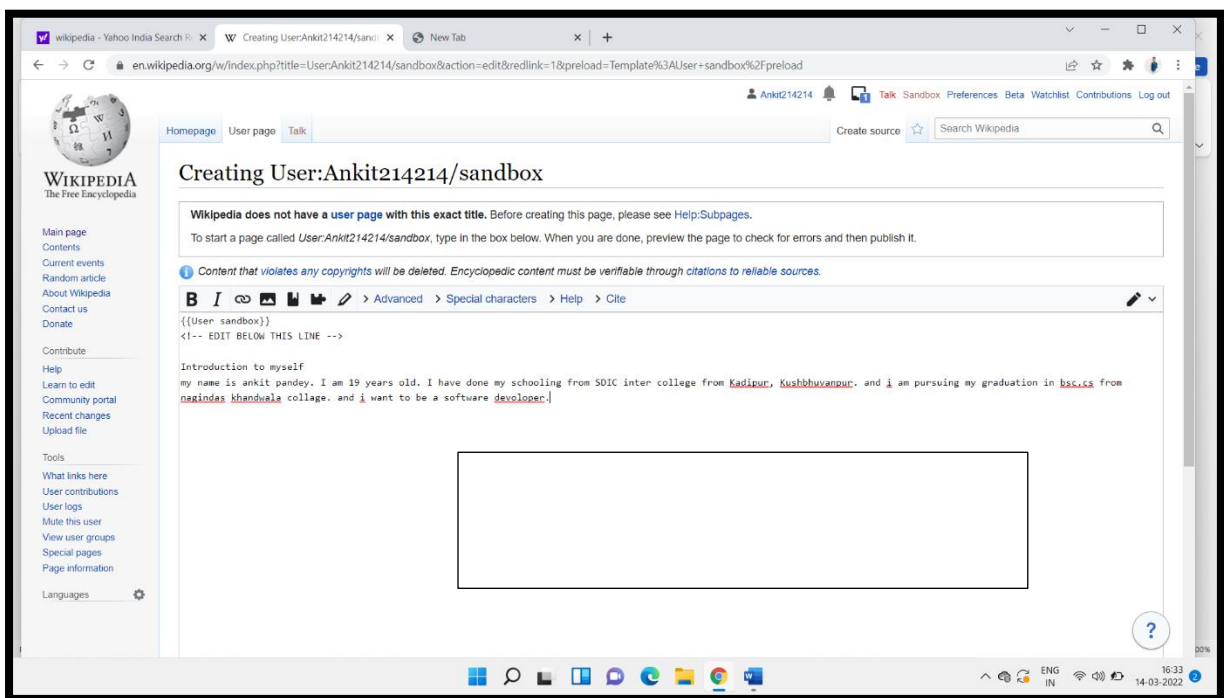 wikipedia - Yahoo India Search Re
Creating User:Ankit214214/sand
New Tab
en.wikipedia.org/w/index.php?title=User:Ankit214214/sandbox&action=edit&redlink=1&preload=Template%3AUser+sandbox%2Fpreload
Ankit214214 Talk Sandbox Preferences Beta Watchlist Contributions Log out
Homepage User page Talk Create source Search Wikipedia
WIKIPEDIA
The Free Encyclopedia
Creating User:Ankit214214/sandbox
Wikipedia does not have a user page with this exact title. Before creating this page, please see Help:Subpages.
To start a page called User:Ankit214214/sandbox, type in the box below. When you are done, preview the page to check for errors and then publish it.
Content that violates any copyrights will be deleted. Encyclopedic content must be verifiable through citations to reliable sources.
B I > Advanced > Special characters > Help > Cite
{{User sandbox}}
<!-- EDIT BELOW THIS LINE -->
Introduction to myself
my name is ankit pandey. I am 19 years old. I have done my schooling from SDIC inter college from Kadipur, Kushbhuvanpur. and i am pursuing my graduation in bsc.cs from
nagindas khandwala collage. and i want to be a software devoloper.
Main page
Contents
Current events
Random article
About Wikipedia
Contact us
Donate
Contribute
Help
Learn to edit
Community portal
Recent changes
Upload file
Tools
What links here
User contributions
User logs
Mute this user
View user groups
Special pages
Page information
Languages
?
00%
ENG
IN
16:33
14-03-2022
2